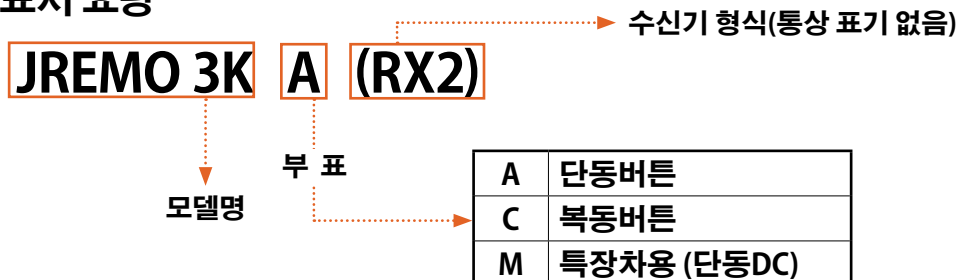 표시 요령
수신기 형식(통상 표기 없음)
JREMO 3K A (RX2)
부 표
모델명
A 단동버튼
C 복동버튼
M 특장차용 (단동DC)